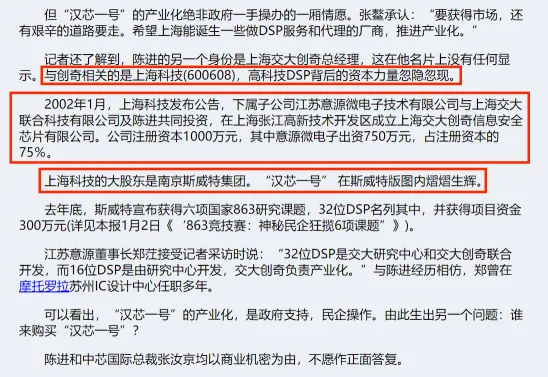 但“汉芯一号”的产业化绝非政府一手操办的一厢情愿。张鳌承认：“要获得市场，还
有艰辛的道路要走。希望上海能诞生一些做DSP服务和代理的厂商，推进产业化。”
记者还了解到，陈进的另一个身份是上海交大创奇总经理，这在他名片上没有任何显
示。与创奇相关的是上海科技(600608)，高科技DSP背后的资本力量忽隐忽现。
2002年1月，上海科技发布公告，下属子公司江苏意源微电子技术有限公司与上海交大
联合科技有限公司及陈进共同投资，在上海张江高新技术开发区成立上海交大创奇信息安全
芯片有限公司。公司注册资本1000万元，其中意源微电子出资750万元，占注册资本的
75%。
上海科技的大股东是南京斯威特集团。“汉芯一号” 在斯威特版图内熠熠生辉。
去年底，斯威特宣布获得六项国家863研究课题，32位DSP名列其中，并获得项目资金
300万元(详见本报1月2日《‘863竞技赛：神秘民企狂揽6项课题”》)。
江苏意源董事长郑茳接受记者采访时说：“32位DSP是交大研究中心和交大创奇联合
开发，而16位DSP是由研究中心开发，交大创奇负责产业化。”与陈进经历相仿，郑曾在
摩托罗拉苏州IC设计中心任职多年。
可以看出，“汉芯一号”的产业化，是政府支持，民企操作。由此生出另一个问题：谁
来购买“汉芯一号”？
陈进和中芯国际总裁张汝京均以商业机密为由，不愿作正面答复。